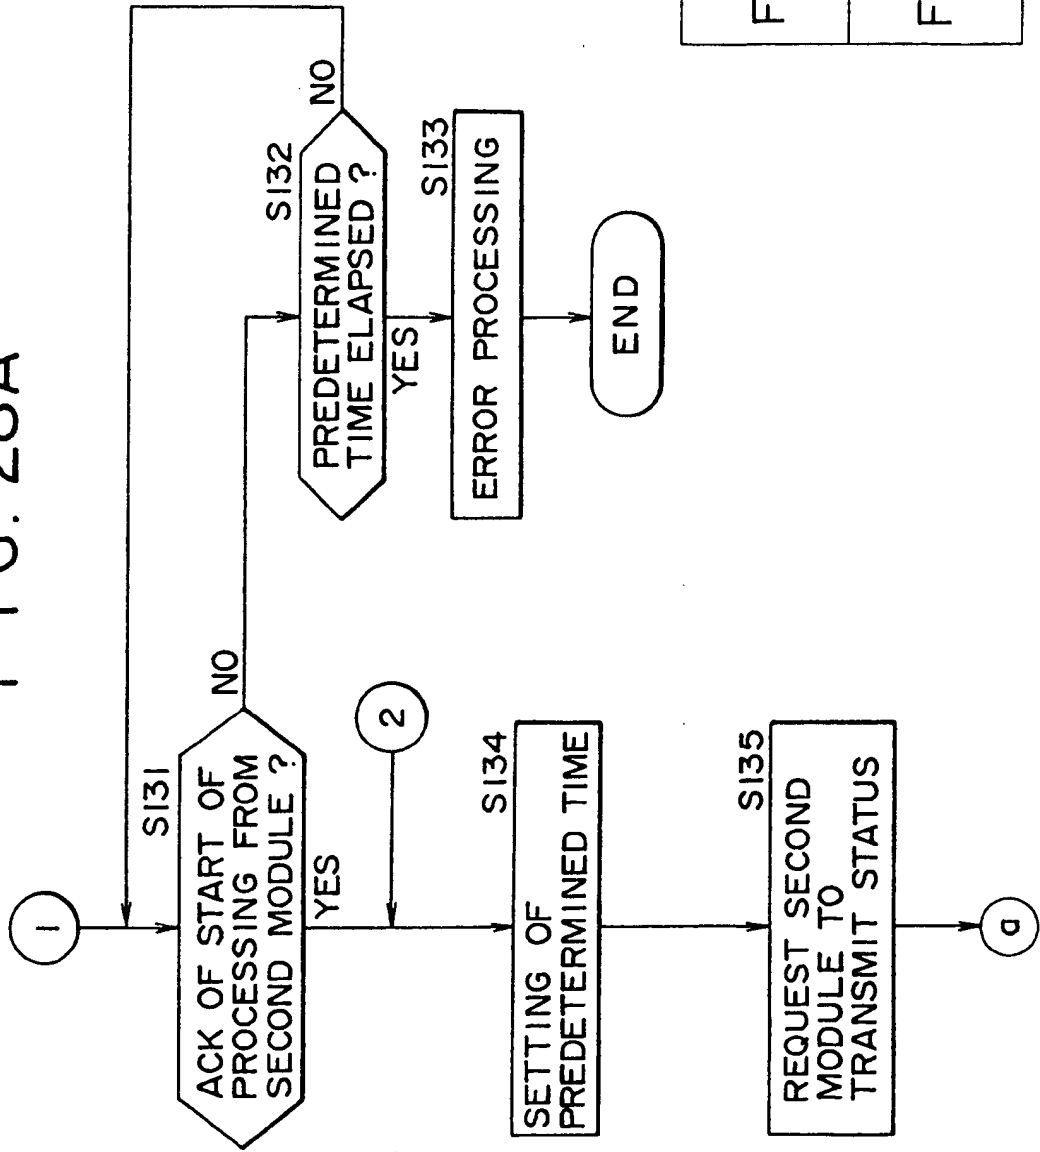 1
S131
ACK OF START OF
PROCESSING FROM
SECOND MODULE ?
NO
YES
S132
PREDETERMINED
TIME ELAPSED ?
NO
YES
S133
ERROR PROCESSING
END
2
S134
SETTING OF
PREDETERMINED TIME
S135
REQUEST SECOND
MODULE TO
TRANSMIT STATUS
a
F
F